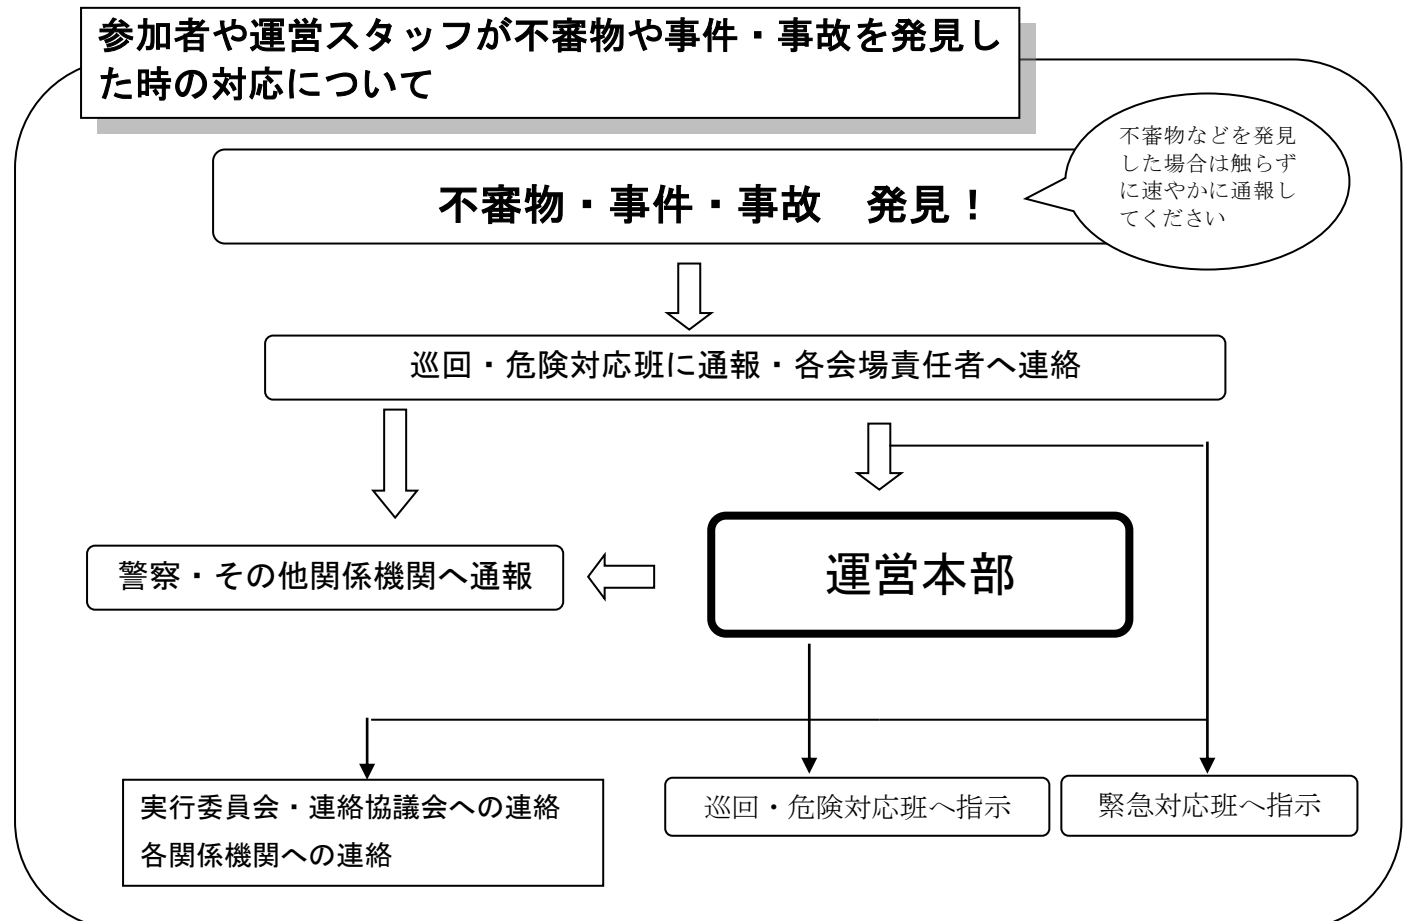 参加者や運営スタッフが不審物や事件・事故を発見し
た時の対応について
不審物などを発見
した場合は触らず
に速やかに通報し
てください
不審物・事件・事故　発見！
巡回・危険対応班に通報・各会場責任者へ連絡
警察・その他関係機関へ通報
運営本部
実行委員会・連絡協議会への連絡
各関係機関への連絡
巡回・危険対応班へ指示
緊急対応班へ指示